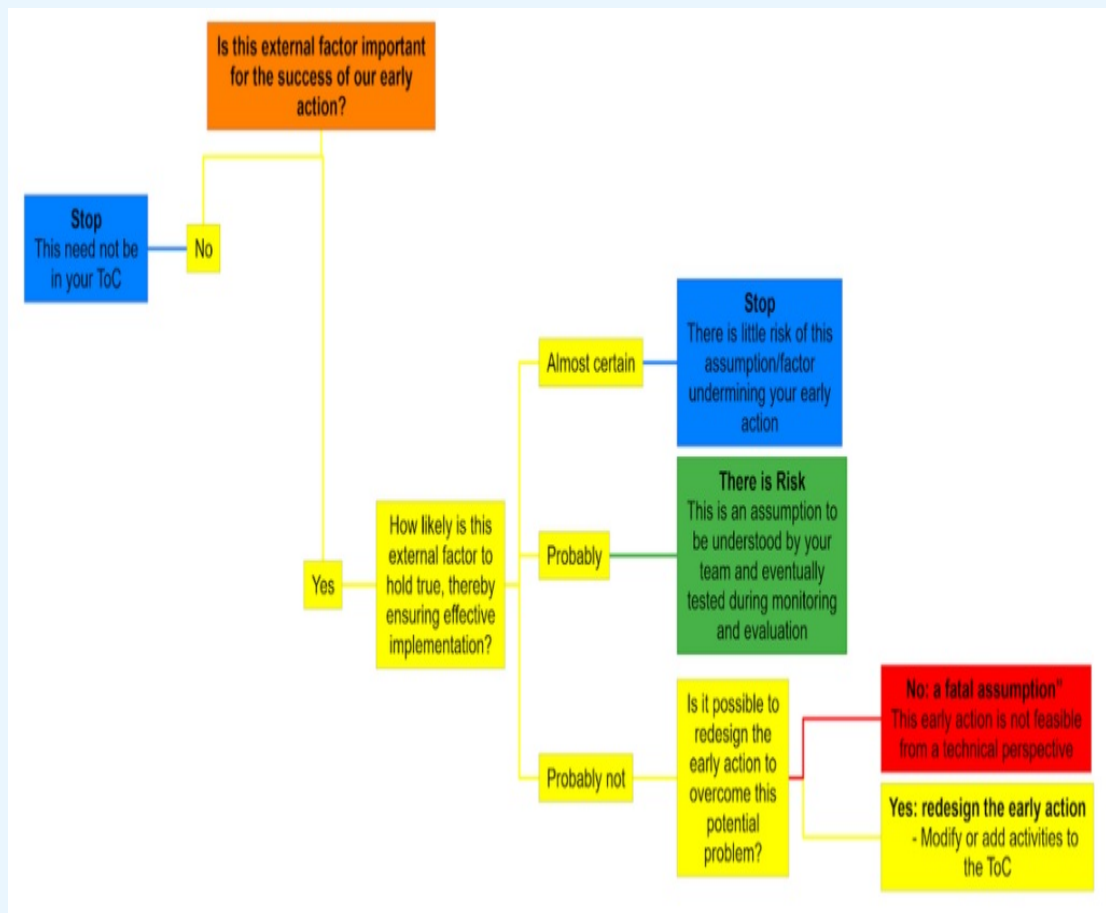 Is this external factor important
for the success of our early
action?
Stop
This need not be
in your ToC
No
Yes
How likely is this
external factor to
hold true, thereby
ensuring effective
implementation?
Almost certain
Stop
There is little risk of this
assumption/factor
undermining your early
action
Probably
There is Risk
This is an assumption to
be understood by your
team and eventually
tested during monitoring
and evaluation
Probably not
Is it possible to
redesign the
early action to
overcome this
potential
problem?
No: a fatal assumption"
This early action is not feasible
from a technical perspective
Yes: redesign the early action
- Modify or add activities to
the ToC